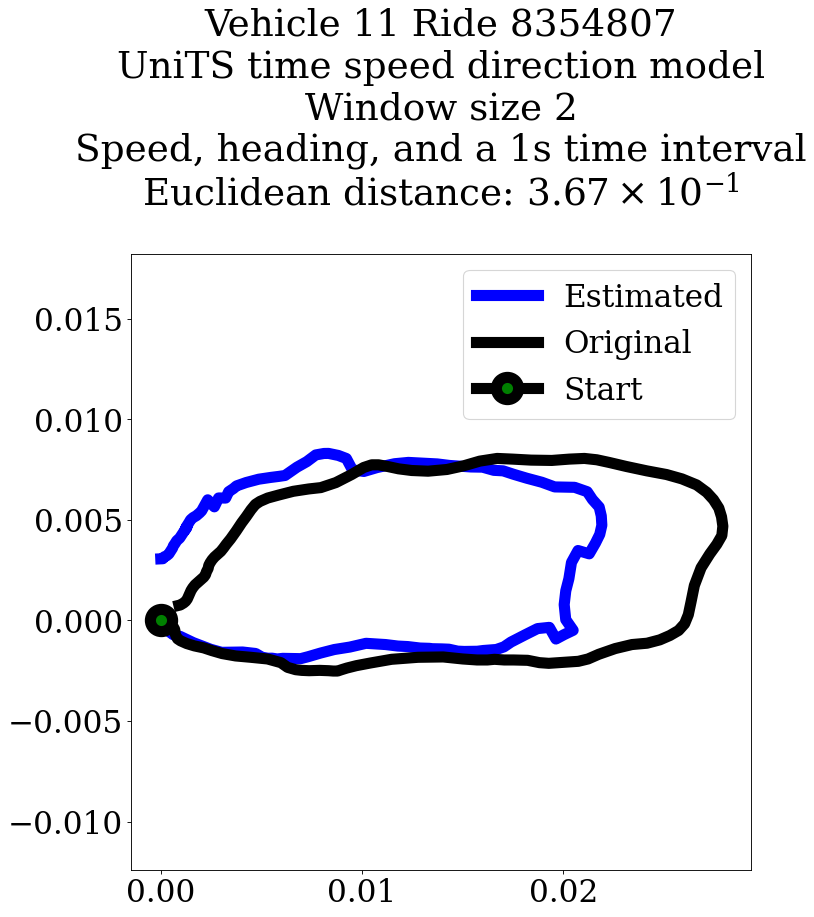 Vehicle 11 Ride 8354807
UniTS time speed direction model
Window size 2
Speed, heading, and a 1s time interval
Euclidean distance: 3.67 × 10⁻¹
Estimated
Original
Start
0.015
0.010
0.005
0.000
−0.005
−0.010
0.00 0.01 0.02